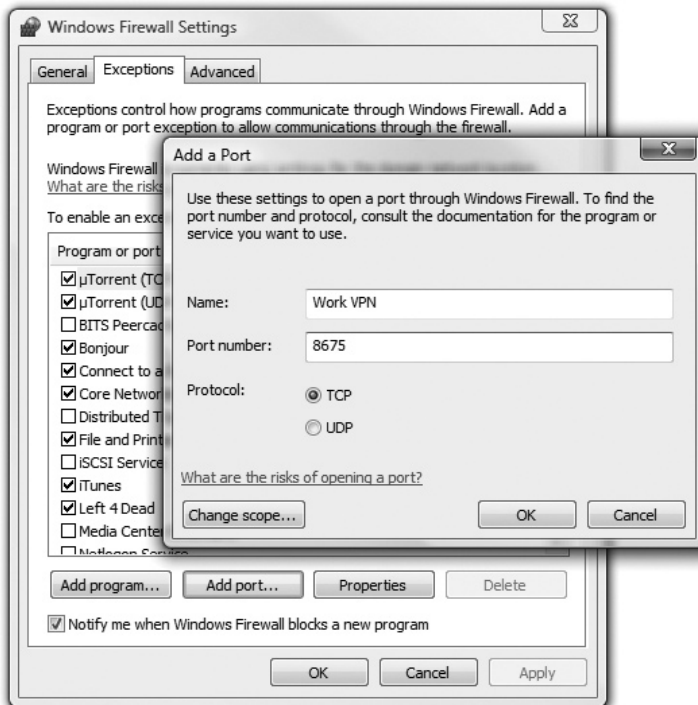 Windows Firewall Settings
General Exceptions Advanced
Exceptions control how programs communicate through Windows Firewall. Add a
program or port exception to allow communications through the firewall.
Windows Firewall
What are the risks
To enable an exce
Program or port
µTorrent (TC
µTorrent (UD
BITS Peercac
Bonjour
Connect to a
Core Networ
Distributed T
File and Print
iSCSI Service
iTunes
Left 4 Dead
Media Center
Netlogon Service
Add program... Add port... Properties Delete
Notify me when Windows Firewall blocks a new program
OK Cancel Apply
Add a Port
Use these settings to open a port through Windows Firewall. To find the
port number and protocol, consult the documentation for the program or
service you want to use.
Name: Work VPN
Port number: 8675
Protocol: TCP
UDP
What are the risks of opening a port?
Change scope... OK Cancel